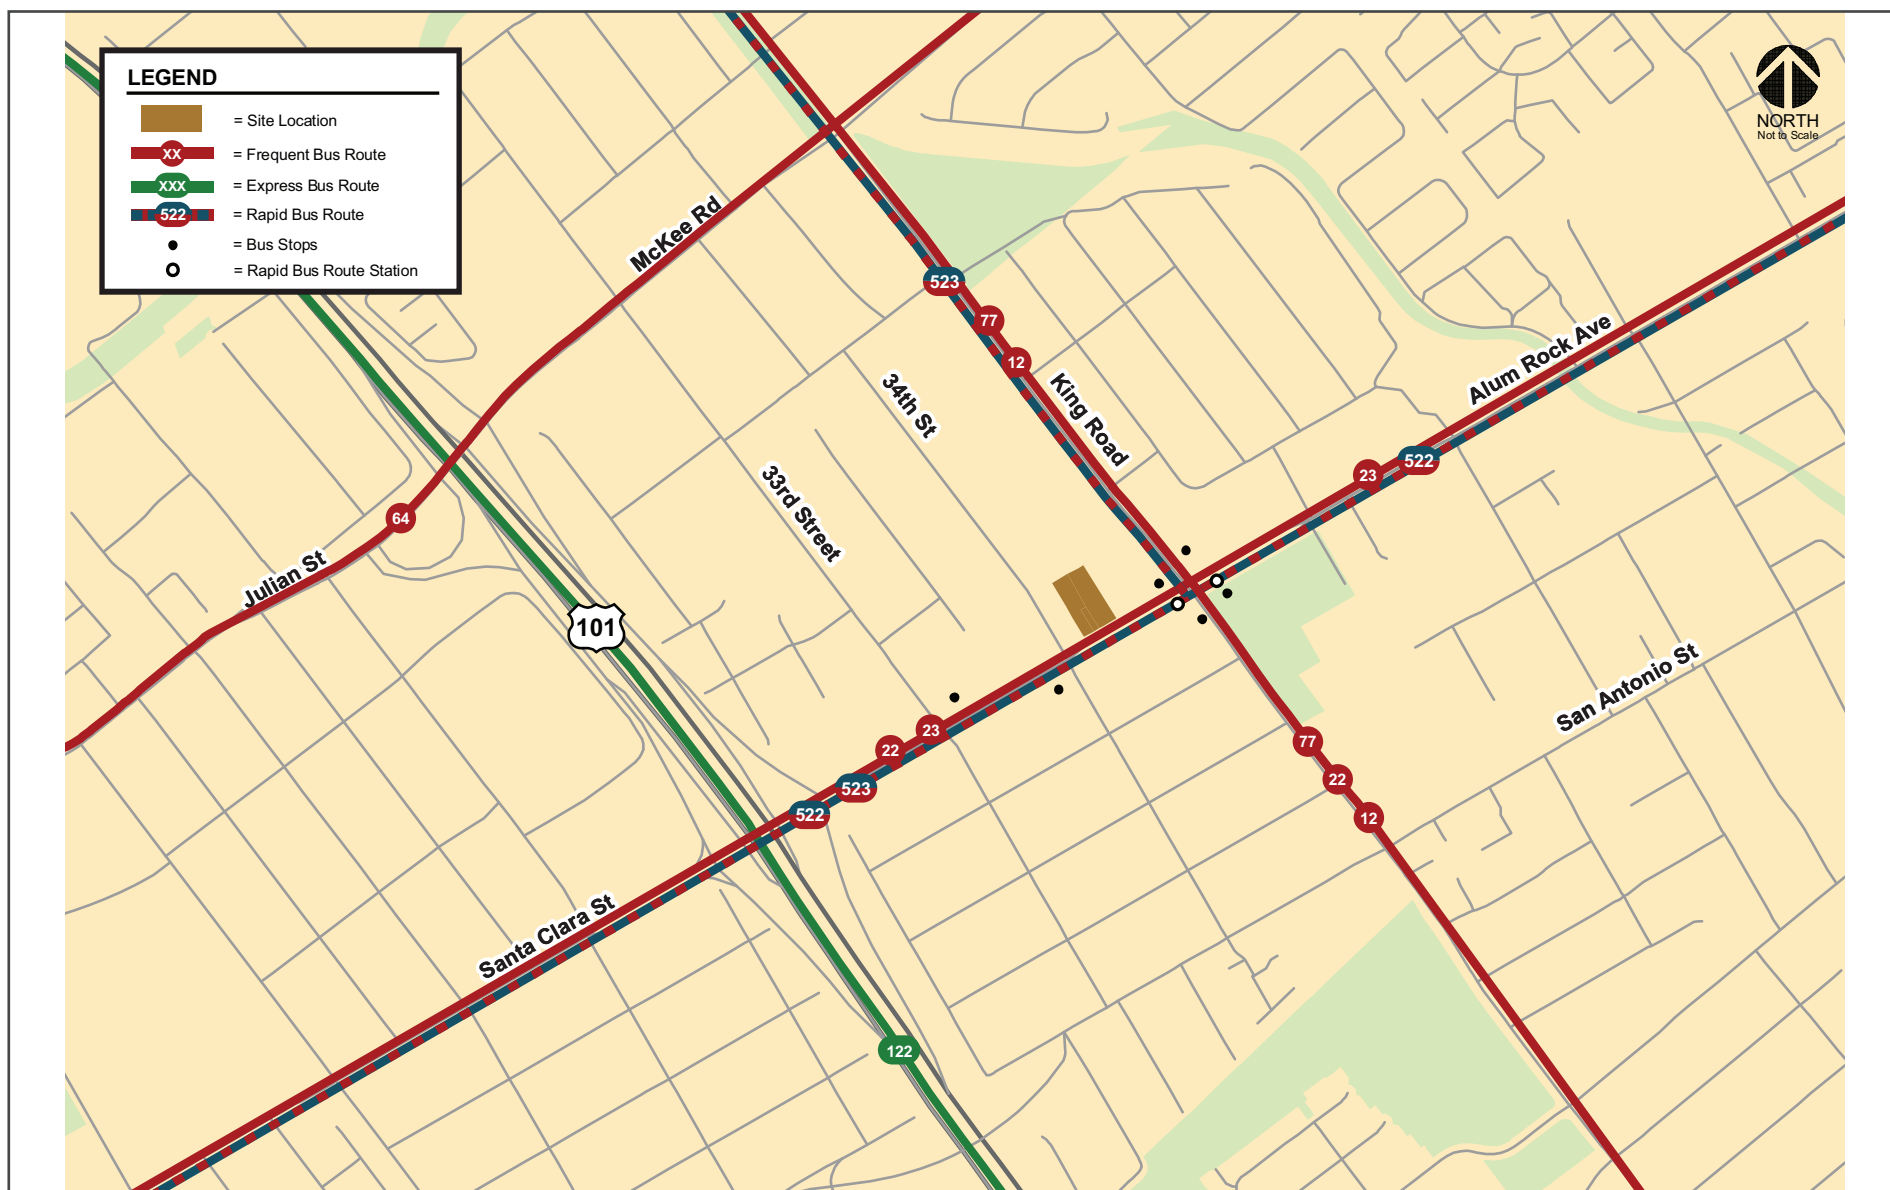 LEGEND
= Site Location
XX = Frequent Bus Route
XXX = Express Bus Route
522 = Rapid Bus Route
= Bus Stops
= Rapid Bus Route Station
NORTH
Not to Scale
McKee Rd
523
77
12
34th St
King Road
Alum Rock Ave
33rd Street
23
522
64
Julian St
101
San Antonio St
23
22
523
522
77
22
12
Santa Clara St
122